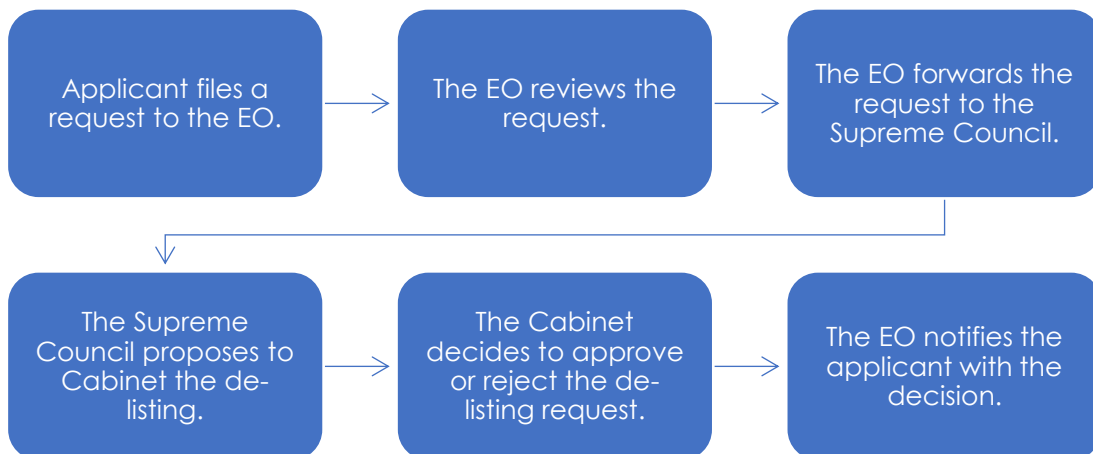 Applicant files a
request to the EO.
The EO reviews the
request.
The EO forwards the
request to the
Supreme Council.
The Supreme
Council proposes to
Cabinet the de-
listing.
The Cabinet
decides to approve
or reject the de-
listing request.
The EO notifies the
applicant with the
decision.